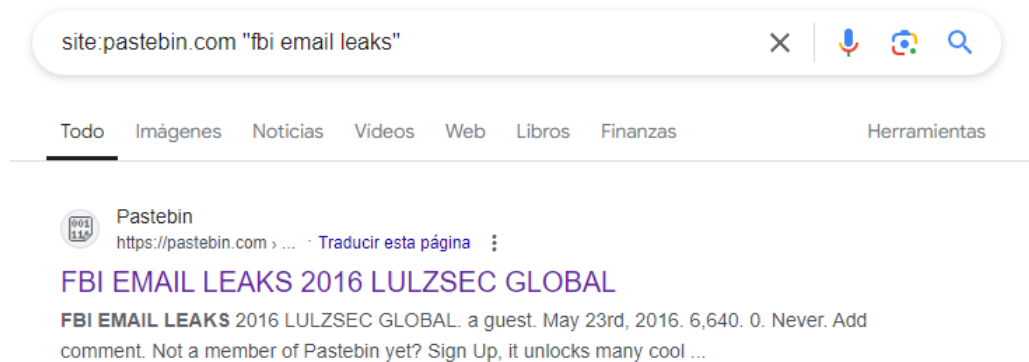 site:pastebin.com "fbi email leaks"
Todo Imágenes Noticias Videos Web Libros Finanzas Herramientas
Pastebin
https://pastebin.com › ... · Traducir esta página
FBI EMAIL LEAKS 2016 LULZSEC GLOBAL
FBI EMAIL LEAKS 2016 LULZSEC GLOBAL. a guest. May 23rd, 2016. 6,640. 0. Never. Add
comment. Not a member of Pastebin yet? Sign Up, it unlocks many cool ...